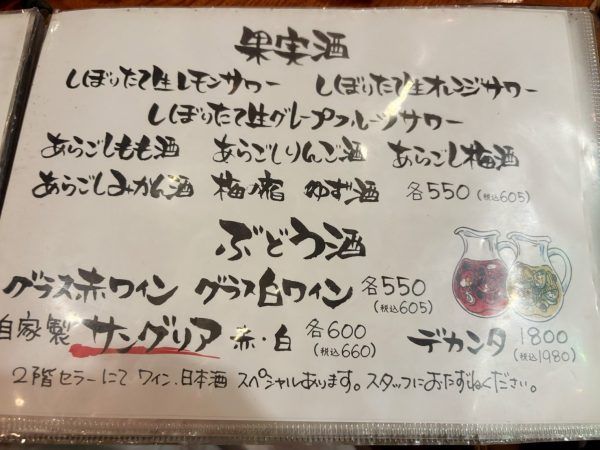 果実酒
しぼりたて生レモンサワー しぼりたて生オレンジサワー
しぼりたて生グレープフルーツサワー
あらごしもも酒 あらごしりんご酒 あらごし梅酒
あらごしみかん酒 梅乃宿 ゆず酒 各550(税込605)
ぶどう酒
グラス赤ワイン グラス白ワイン 各550(税込605)
自家製 サングリア 赤・白 各600(税込660) デカンタ 1800(税込1980)
2階セラーにて ワイン、日本酒 スペシャルあります。スタッフにおたずねください。